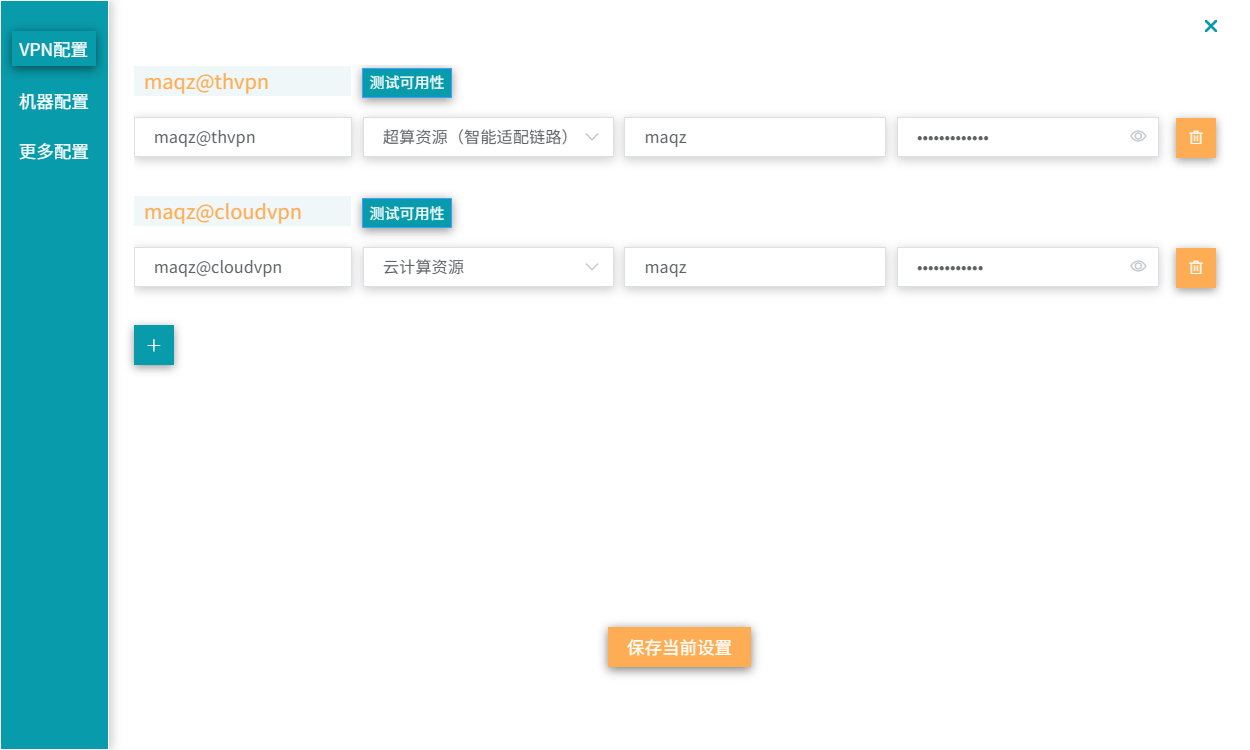 VPN配置
机器配置
更多配置
maqz@thvpn 测试可用性
maqz@thvpn 超算资源（智能适配链路） maqz •••••••••••••
maqz@cloudvpn 测试可用性
maqz@cloudvpn 云计算资源 maqz ••••••••••••
保存当前设置